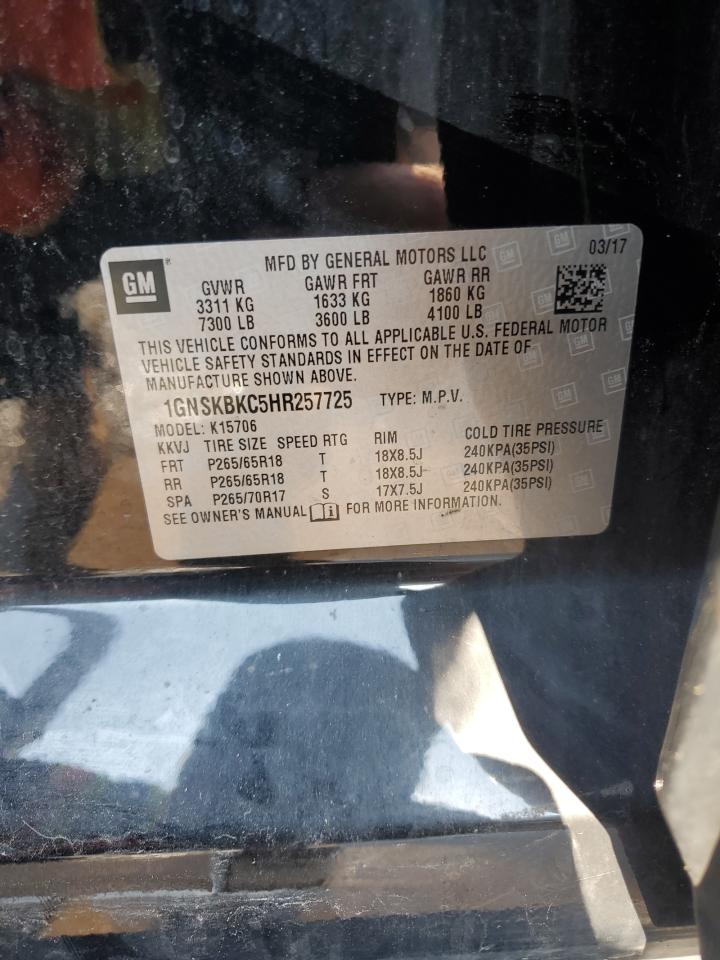 GM
MFD BY GENERAL MOTORS LLC 03/17
GVWR GAWR FRT GAWR RR
3311 KG 1633 KG 1860 KG
7300 LB 3600 LB 4100 LB
THIS VEHICLE CONFORMS TO ALL APPLICABLE U.S. FEDERAL MOTOR
VEHICLE SAFETY STANDARDS IN EFFECT ON THE DATE OF
MANUFACTURE SHOWN ABOVE.
1GNSKBKC5HR257725 TYPE: M.P.V.
MODEL: K15706
KKVJ TIRE SIZE SPEED RTG RIM COLD TIRE PRESSURE
FRT P265/65R18 T 18X8.5J 240KPA(35PSI)
RR P265/65R18 T 18X8.5J 240KPA(35PSI)
SPA P265/70R17 S 17X7.5J 240KPA(35PSI)
SEE OWNER'S MANUAL i FOR MORE INFORMATION.